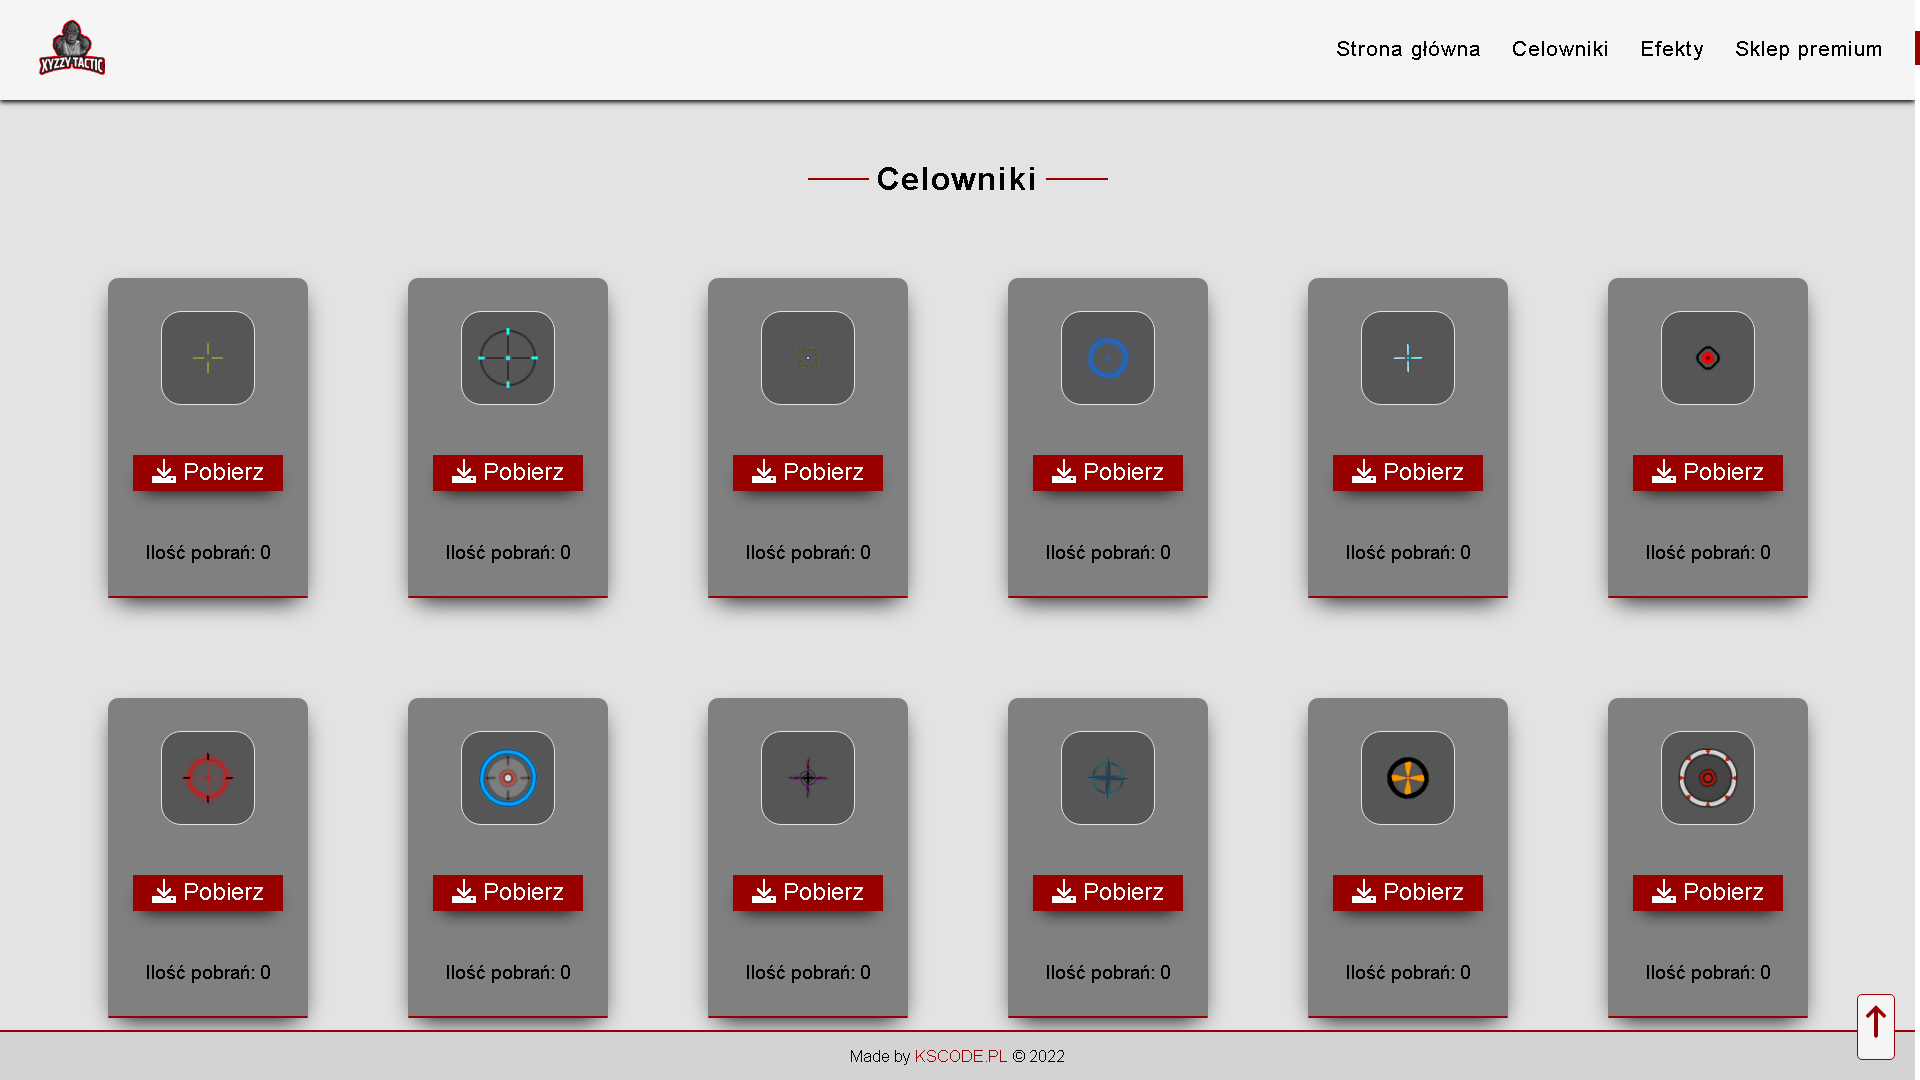 XYZZY TACTIC
Strona główna Celowniki Efekty Sklep premium
Celowniki
Pobierz Pobierz Pobierz Pobierz Pobierz Pobierz
Ilość pobrań: 0 Ilość pobrań: 0 Ilość pobrań: 0 Ilość pobrań: 0 Ilość pobrań: 0 Ilość pobrań: 0
Pobierz Pobierz Pobierz Pobierz Pobierz Pobierz
Ilość pobrań: 0 Ilość pobrań: 0 Ilość pobrań: 0 Ilość pobrań: 0 Ilość pobrań: 0 Ilość pobrań: 0
Made by KSCODE.PL © 2022